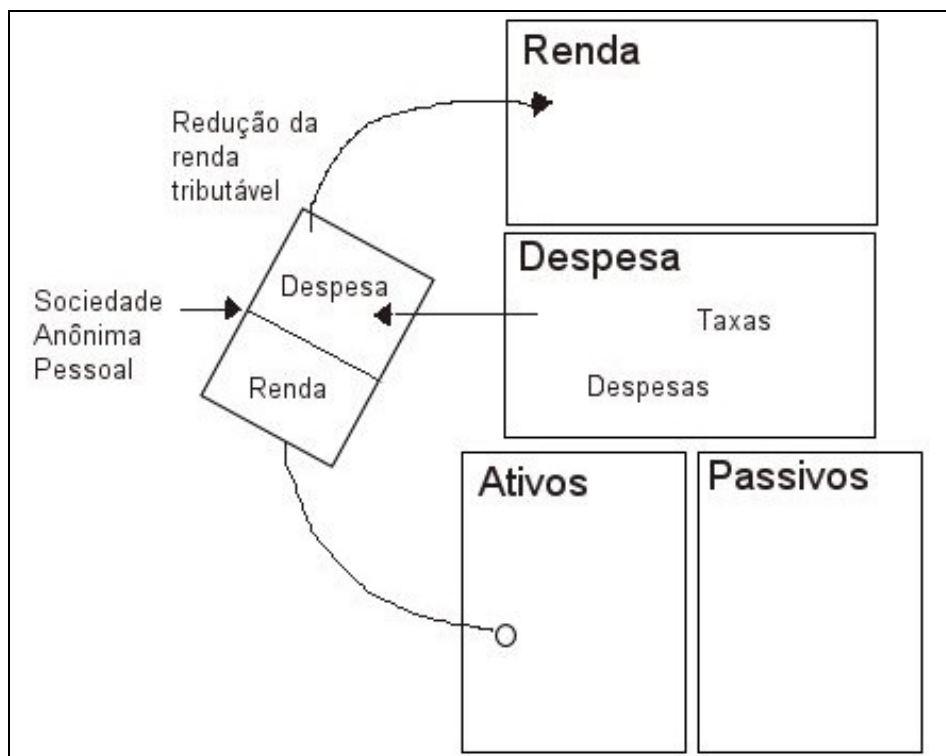 Renda
Redução da
renda
tributável
Despesa
Despesa
Taxas
Sociedade
Anônima
Pessoal
Renda
Despesas
Ativos
Passivos